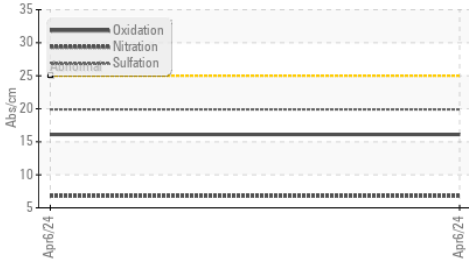 35
30
25
20
15
10
5
Abs/cm
Oxidation
Nitration
Sulfation
Abnormal
Apr6/24
Apr6/24